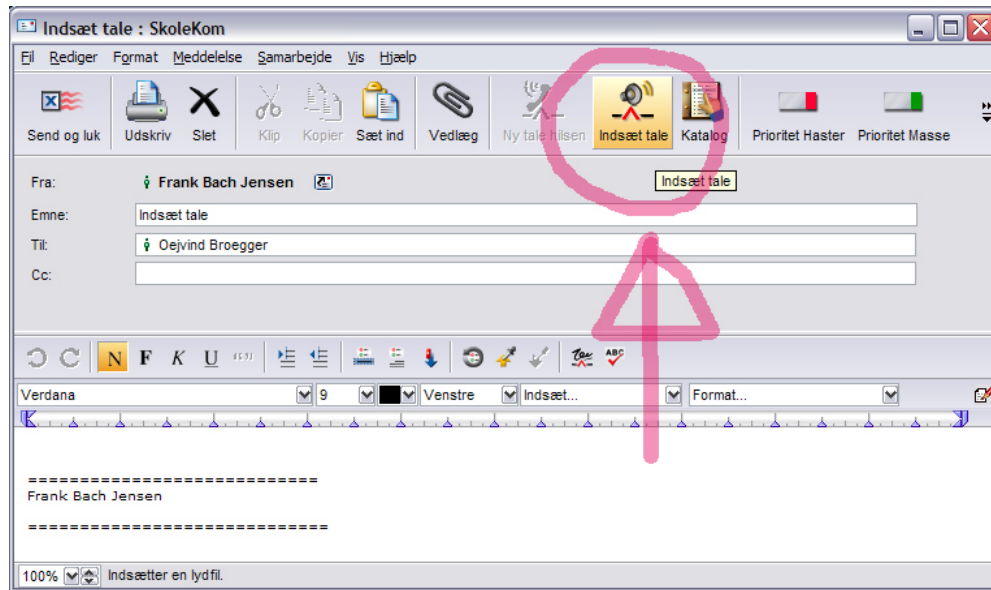 Indsæt tale : SkoleKom
Fil Rediger Format Meddelelse Samarbejde Vis Hjælp
Send og luk Udskriv Slet Klip Kopier Sæt ind Vedlæg Ny tale hilsen Indsæt tale Katalog Prioritet Haster Prioritet Masse
Fra: Frank Bach Jensen Indsæt tale
Emne: Indsæt tale
Til: Oejvind Broegger
Cc:
N F K U
ABC
Verdana 9 Venstre Indsæt... Format...
============================
Frank Bach Jensen
=============================
100% Indsætter en lydfil.